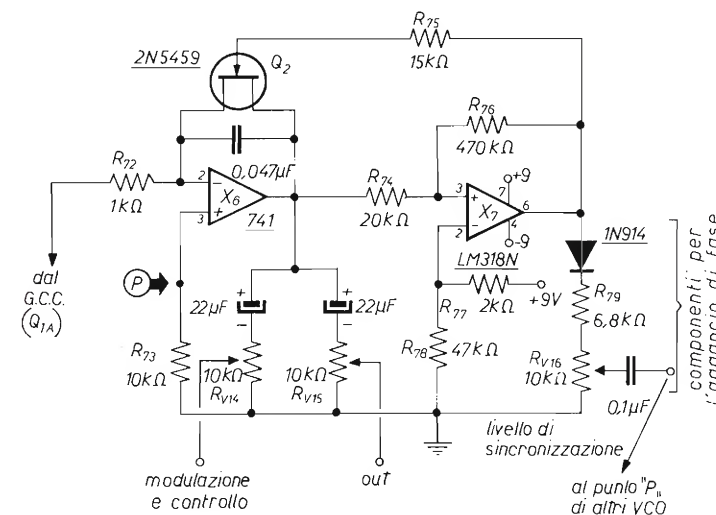 2N5459
Q2
R75
15kΩ
R76
470kΩ
R72
1kΩ
0,047µF
2
3
X6
741
R74
20kΩ
3
2
X7
7
+9
6
4
-9
1N914
LM318N
dal
G.C.C.
(Q1A)
P
22µF
+
-
+
-
22µF
R77
2kΩ
+9V
R79
6,8kΩ
R73
10kΩ
10kΩ
RV14
10kΩ
RV15
R78
47kΩ
RV16
10kΩ
0,1µF
componenti per
l'aggancio di fase
livello di
sincronizzazione
modulazione
e controllo
out
al punlo "P"
di altri VCO